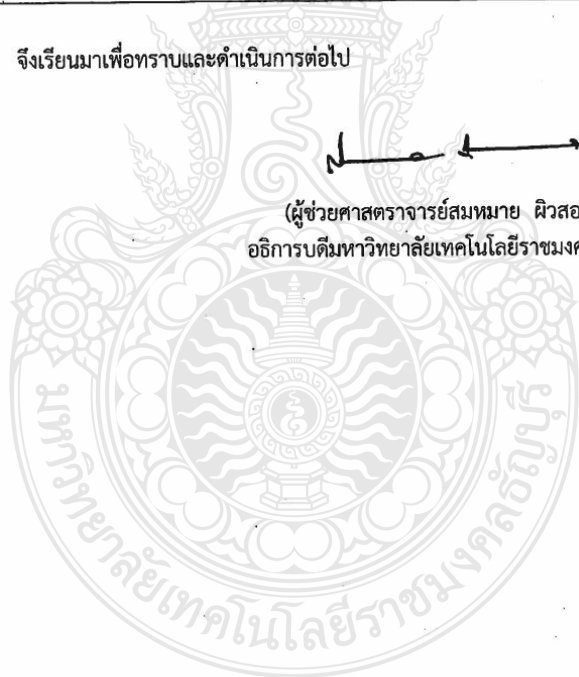 จึงเรียนมาเพื่อทราบและดำเนินการต่อไป
(ผู้ช่วยศาสตราจารย์สมหมาย ผิวสอ
อธิการบดีมหาวิทยาลัยเทคโนโลยีราชมงค
มหาวิทยาลัยเทคโนโลยีราชมงคลธัญบุรี